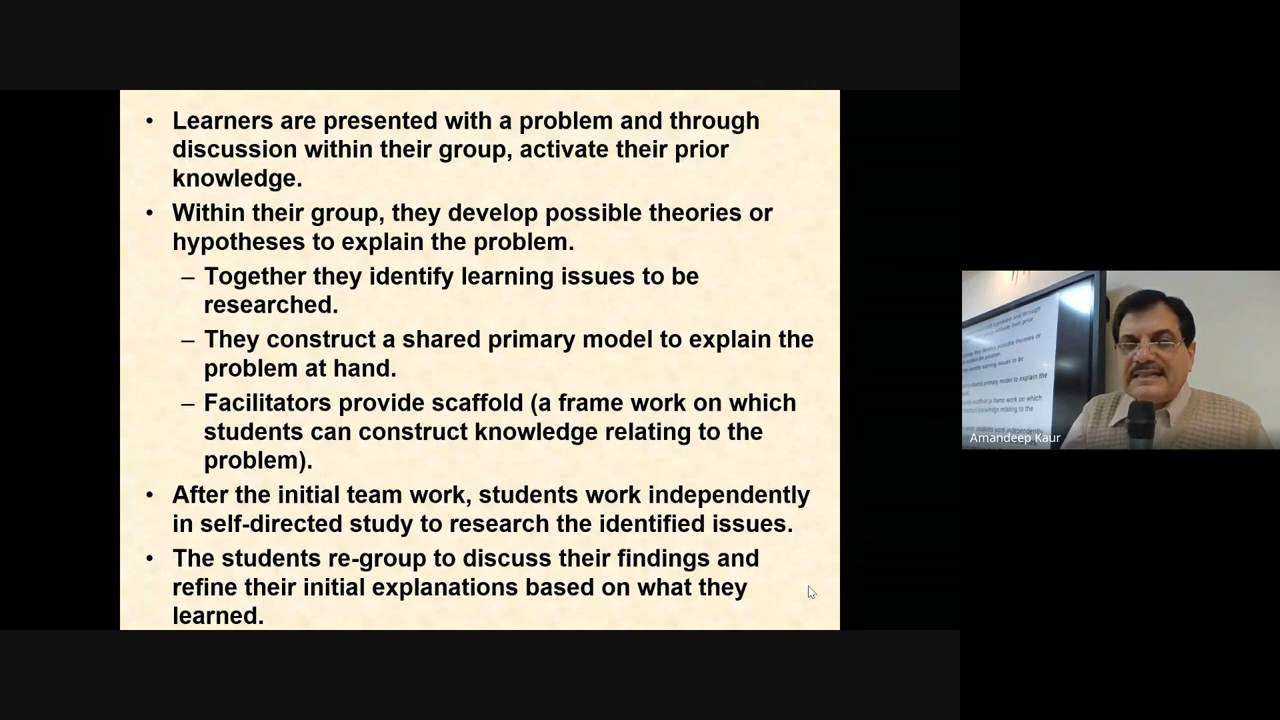 • Learners are presented with a problem and through
discussion within their group, activate their prior
knowledge.
• Within their group, they develop possible theories or
hypotheses to explain the problem.
– Together they identify learning issues to be
researched.
– They construct a shared primary model to explain the
problem at hand.
– Facilitators provide scaffold (a frame work on which
students can construct knowledge relating to the
problem).
• After the initial team work, students work independently
in self-directed study to research the identified issues.
• The students re-group to discuss their findings and
refine their initial explanations based on what they
learned.
Amandeep Kaur